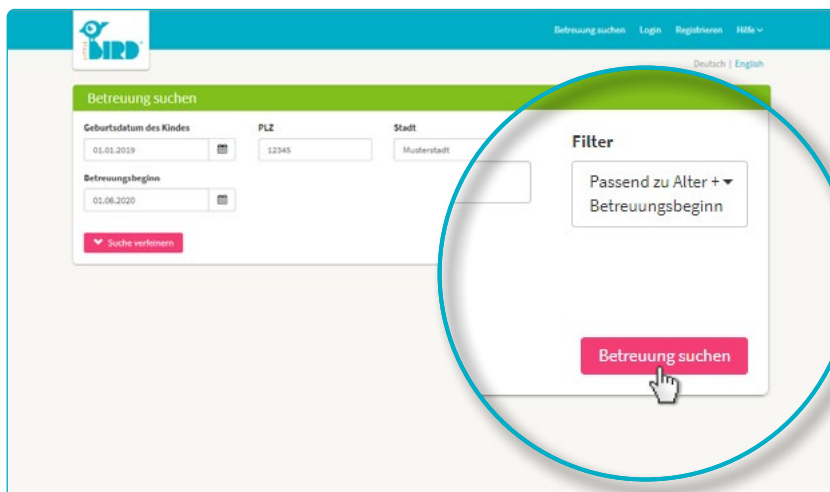 BIRD
Betreuung suchen Login Registrieren Hilfe
Deutsch | English
Betreuung suchen
Geburtsdatum des Kindes PLZ Stadt
01.01.2019 12345 Musterstadt
Betreuungsbeginn
01.06.2020
Suche verfeinern
Filter
Passend zu Alter +
Betreuungsbeginn
Betreuung suchen